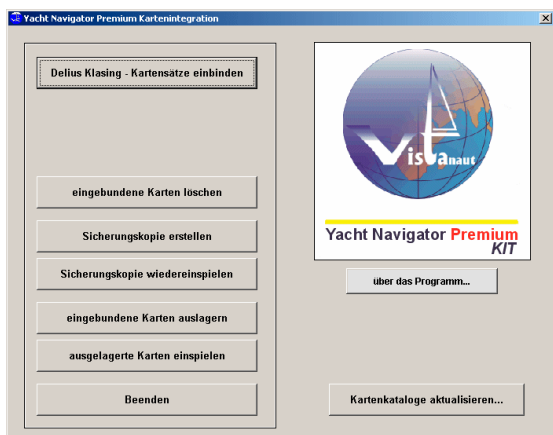 Yacht Navigator Premium Kartenintegration
Delius Klasing - Kartensätze einbinden
eingebundene Karten löschen
Sicherungskopie erstellen
Sicherungskopie wiedereinspielen
eingebundene Karten auslagern
ausgelagerte Karten einspielen
Beenden
Vistanaut
Yacht Navigator Premium
KIT
über das Programm...
Kartenkataloge aktualisieren...